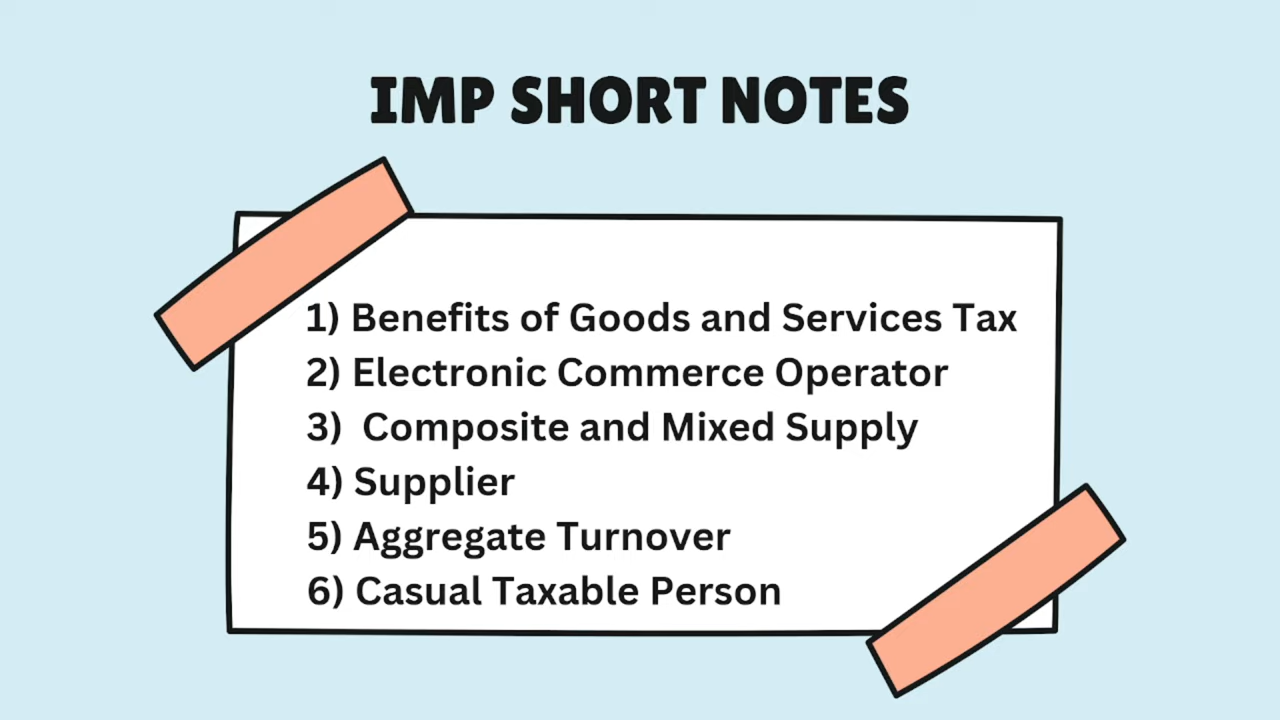 IMP SHORT NOTES
1) Benefits of Goods and Services Tax
2) Electronic Commerce Operator
3) Composite and Mixed Supply
4) Supplier
5) Aggregate Turnover
6) Casual Taxable Person